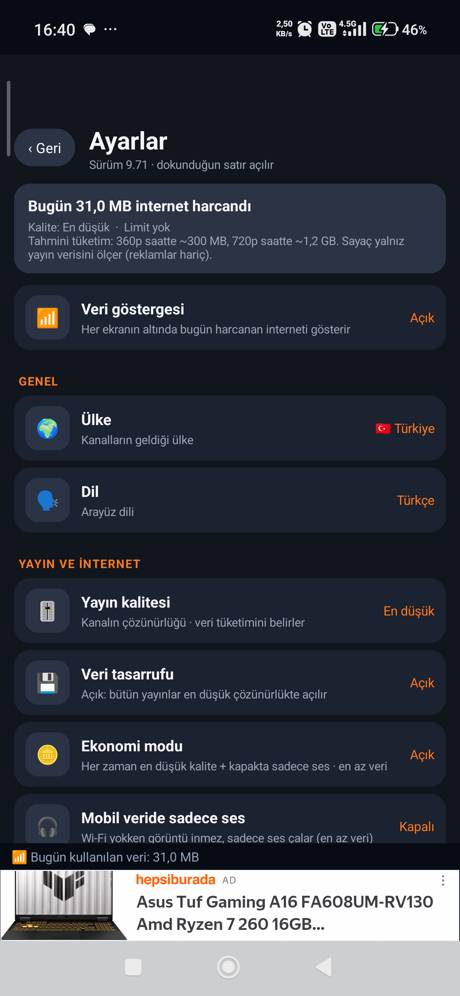 16:40 ··· 2,50 KB/s Vo LTE 4.5G 46%
‹ Geri
Ayarlar
Sürüm 9.71 · dokunduğun satır açılır
Bugün 31,0 MB internet harcandı
Kalite: En düşük · Limit yok
Tahmini tüketim: 360p saatte ~300 MB, 720p saatte ~1,2 GB. Sayaç yalnız
yayın verisini ölçer (reklamlar hariç).
Veri göstergesi
Her ekranın altında bugün harcanan interneti gösterir
Açık
GENEL
Ülke
Kanalların geldiği ülke
Türkiye
Dil
Arayüz dili
Türkçe
YAYIN VE İNTERNET
Yayın kalitesi
Kanalın çözünürlüğü · veri tüketimini belirler
En düşük
Veri tasarrufu
Açık: bütün yayınlar en düşük çözünürlükte açılır
Açık
Ekonomi modu
Her zaman en düşük kalite + kapakta sadece ses · en az veri
Açık
Mobil veride sadece ses
Wi-Fi yokken görüntü inmez, sadece ses çalar (en az veri)
Kapalı
Bugün kullanılan veri: 31,0 MB
hepsiburada AD
Asus Tuf Gaming A16 FA608UM-RV130
Amd Ryzen 7 260 16GB...